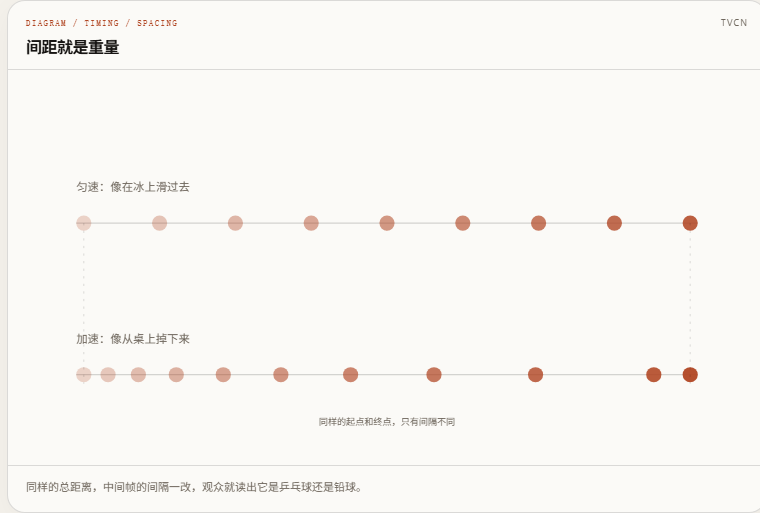 DIAGRAM / TIMING / SPACING
TVCN
间距就是重量
匀速：像在冰上滑过去
加速：像从桌上掉下来
同样的起点和终点，只有间隔不同
同样的总距离，中间帧的间隔一改，观众就读出它是乒乓球还是铅球。